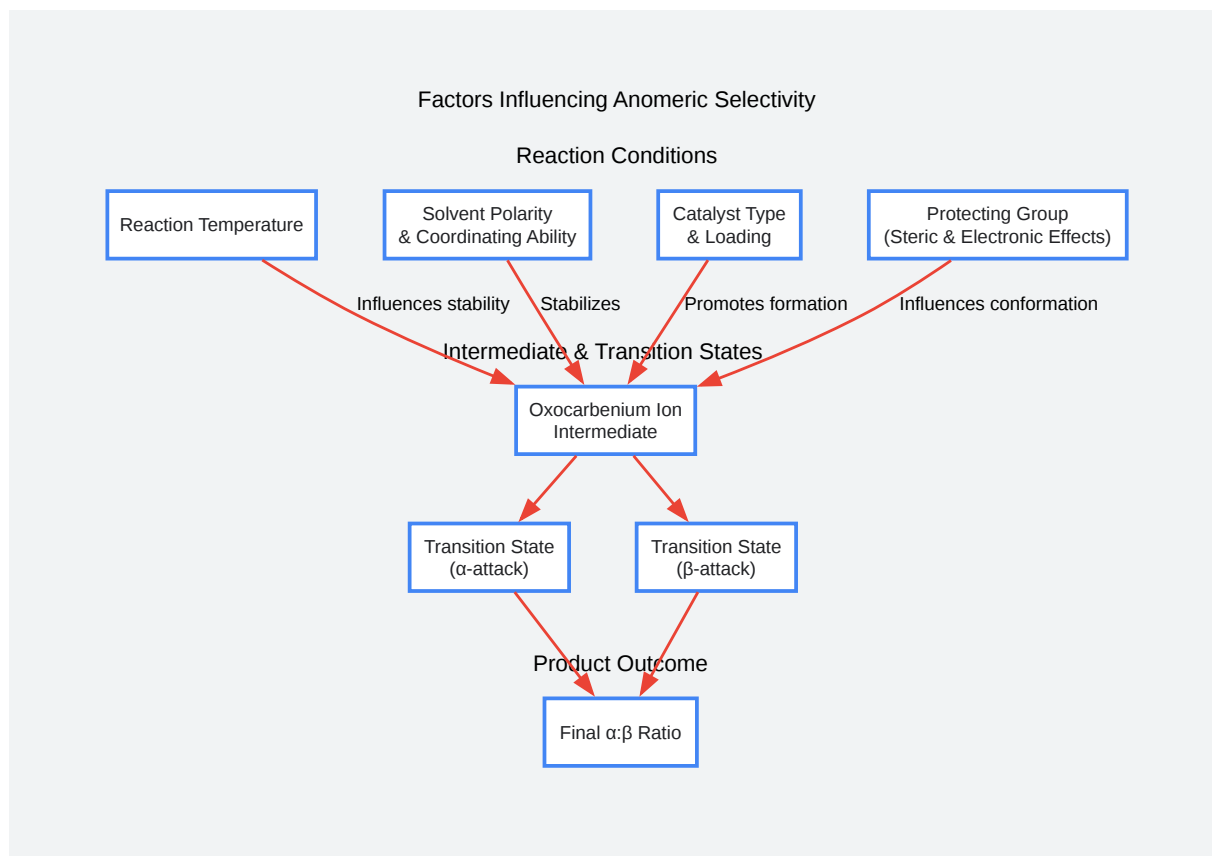 Factors Influencing Anomeric Selectivity
Reaction Conditions
Reaction Temperature
Solvent Polarity
& Coordinating Ability
Catalyst Type
& Loading
Protecting Group
(Steric & Electronic Effects)
Influences stability
Stabilizes
Promotes formation
Influences conformation
Intermediate & Transition States
Oxocarbenium Ion
Intermediate
Transition State
(α-attack)
Transition State
(β-attack)
Product Outcome
Final α:β Ratio